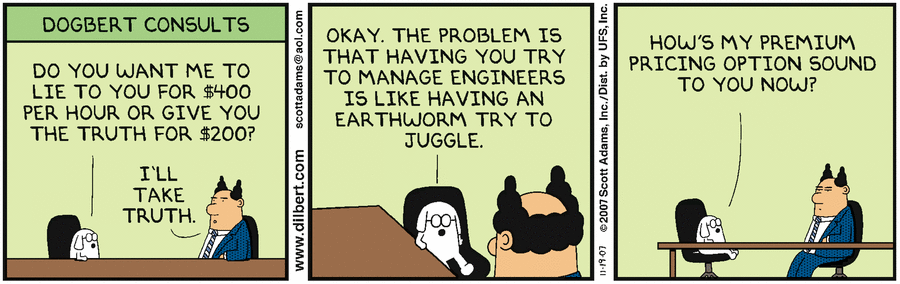 DOGBERT CONSULTS
DO YOU WANT ME TO
LIE TO YOU FOR $400
PER HOUR OR GIVE YOU
THE TRUTH FOR $200?
I'LL
TAKE
TRUTH.
www.dilbert.com
scottadams@aol.com
OKAY. THE PROBLEM IS
THAT HAVING YOU TRY
TO MANAGE ENGINEERS
IS LIKE HAVING AN
EARTHWORM TRY TO
JUGGLE.
11-19-07 ©2007 Scott Adams, Inc./Dist. by UFS, Inc.
HOW'S MY PREMIUM
PRICING OPTION SOUND
TO YOU NOW?